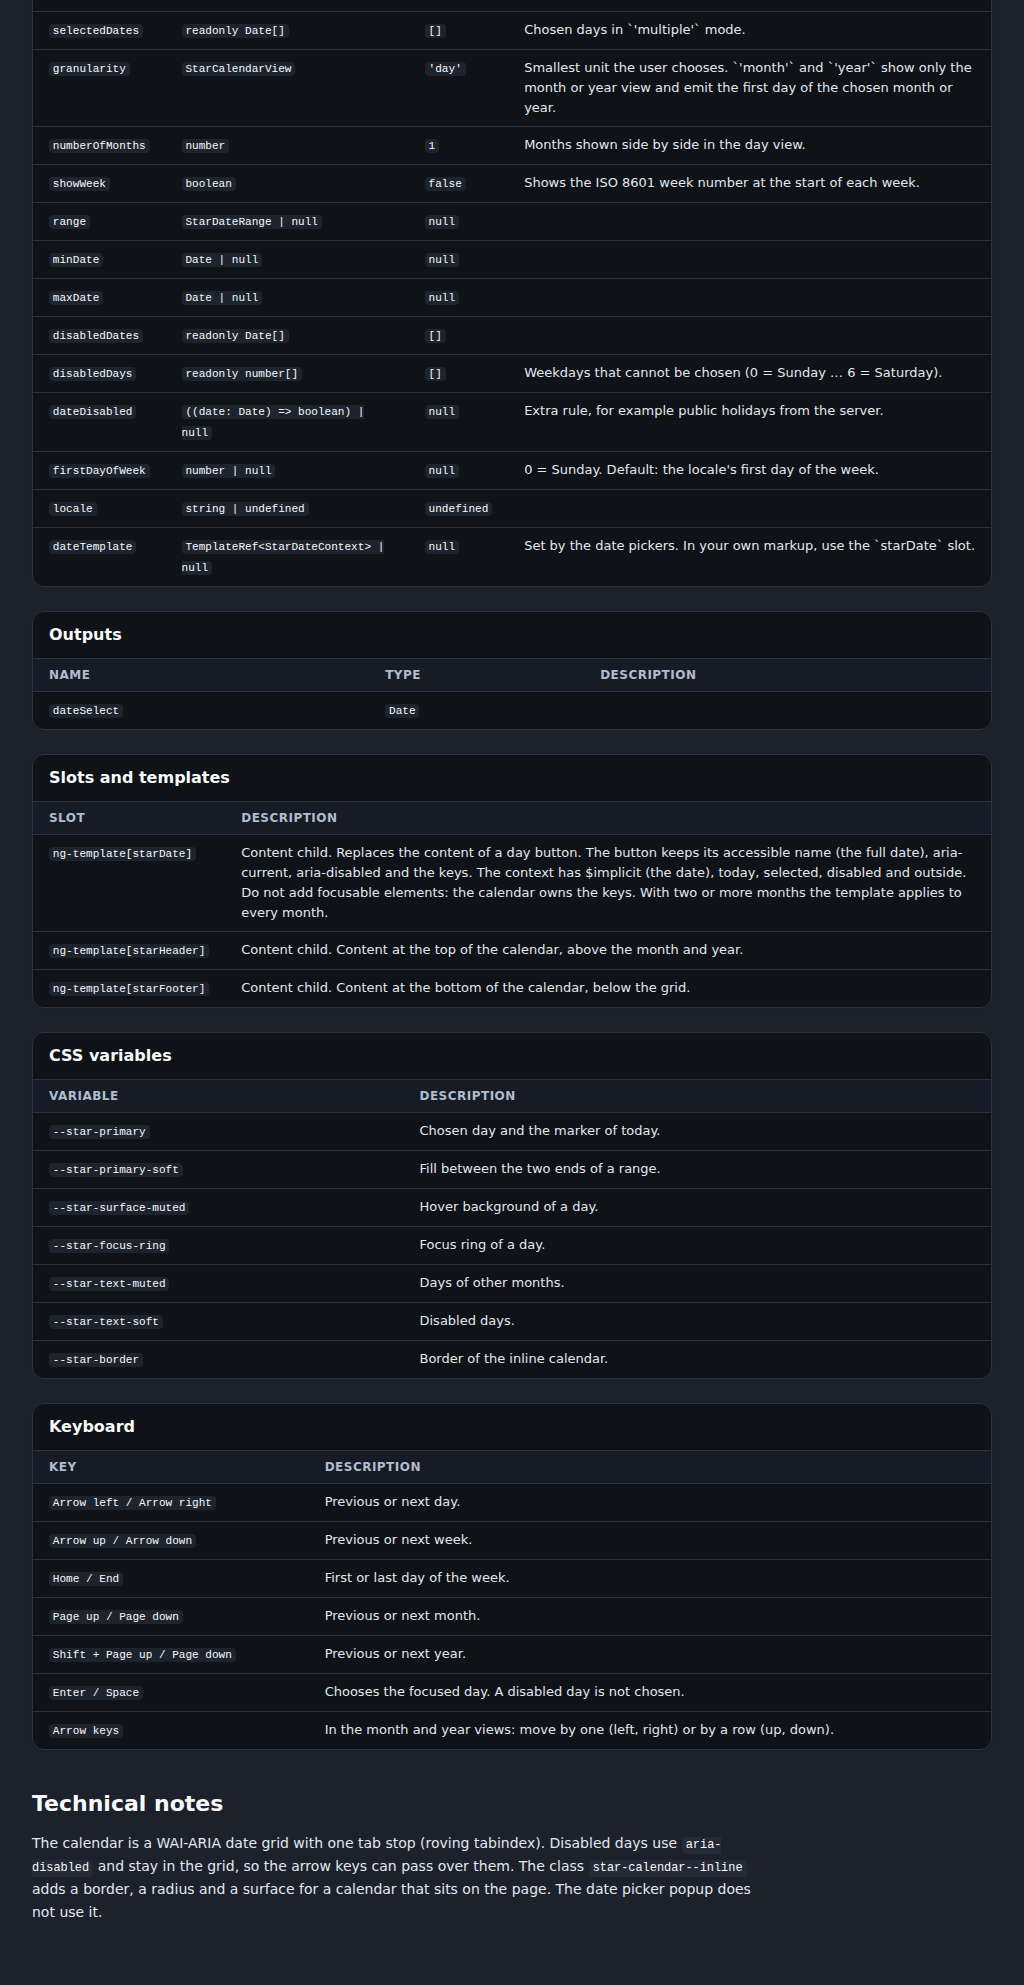 selectedDates readonly Date[] [] Chosen days in `'multiple'` mode.
granularity StarCalendarView 'day' Smallest unit the user chooses. `'month'` and `'year'` show only the
month or year view and emit the first day of the chosen month or
year.
numberOfMonths number 1 Months shown side by side in the day view.
showWeek boolean false Shows the ISO 8601 week number at the start of each week.
range StarDateRange | null null
minDate Date | null null
maxDate Date | null null
disabledDates readonly Date[] []
disabledDays readonly number[] [] Weekdays that cannot be chosen (0 = Sunday … 6 = Saturday).
dateDisabled ((date: Date) => boolean) | null Extra rule, for example public holidays from the server.
null
firstDayOfWeek number | null null 0 = Sunday. Default: the locale's first day of the week.
locale string | undefined undefined
dateTemplate TemplateRef<StarDateContext> | null Set by the date pickers. In your own markup, use the `starDate` slot.
null
Outputs
NAME TYPE DESCRIPTION
dateSelect Date
Slots and templates
SLOT DESCRIPTION
ng-template[starDate] Content child. Replaces the content of a day button. The button keeps its accessible name (the full date), aria-
current, aria-disabled and the keys. The context has $implicit (the date), today, selected, disabled and outside.
Do not add focusable elements: the calendar owns the keys. With two or more months the template applies to
every month.
ng-template[starHeader] Content child. Content at the top of the calendar, above the month and year.
ng-template[starFooter] Content child. Content at the bottom of the calendar, below the grid.
CSS variables
VARIABLE DESCRIPTION
--star-primary Chosen day and the marker of today.
--star-primary-soft Fill between the two ends of a range.
--star-surface-muted Hover background of a day.
--star-focus-ring Focus ring of a day.
--star-text-muted Days of other months.
--star-text-soft Disabled days.
--star-border Border of the inline calendar.
Keyboard
KEY DESCRIPTION
Arrow left / Arrow right Previous or next day.
Arrow up / Arrow down Previous or next week.
Home / End First or last day of the week.
Page up / Page down Previous or next month.
Shift + Page up / Page down Previous or next year.
Enter / Space Chooses the focused day. A disabled day is not chosen.
Arrow keys In the month and year views: move by one (left, right) or by a row (up, down).
Technical notes
The calendar is a WAI-ARIA date grid with one tab stop (roving tabindex). Disabled days use aria-
disabled and stay in the grid, so the arrow keys can pass over them. The class star-calendar--inline
adds a border, a radius and a surface for a calendar that sits on the page. The date picker popup does
not use it.